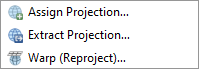 Assign Projection...
Extract Projection...
Warp (Reproject)...